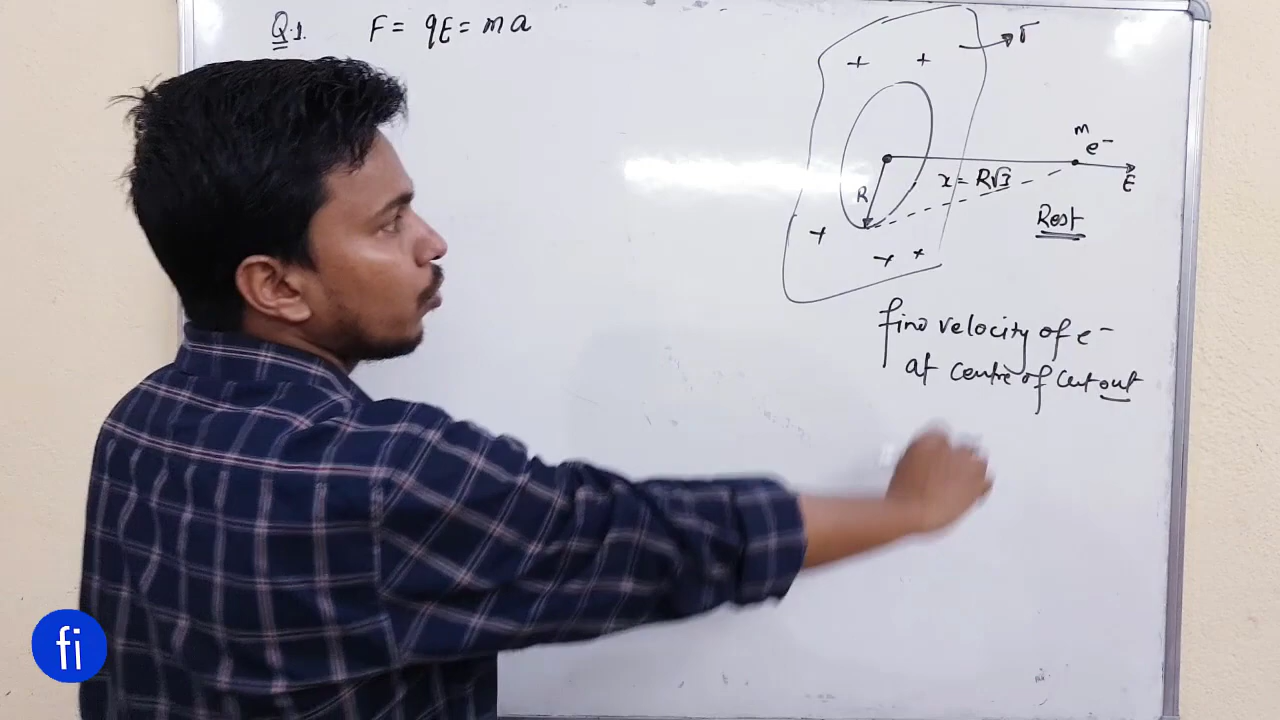 Q.1. F = qE = ma
+ + σ
m
e⁻
x = R√3
R
E
Rest
+
+ +
find velocity of e⁻
at centre of cut out
fi